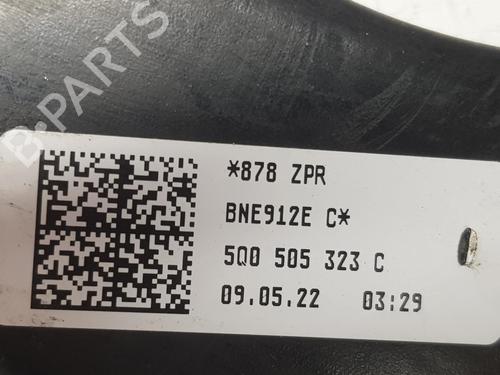 B-PARTS
*878 ZPR
BNE912E C*
5Q0 505 323 C
09.05.22 03:29